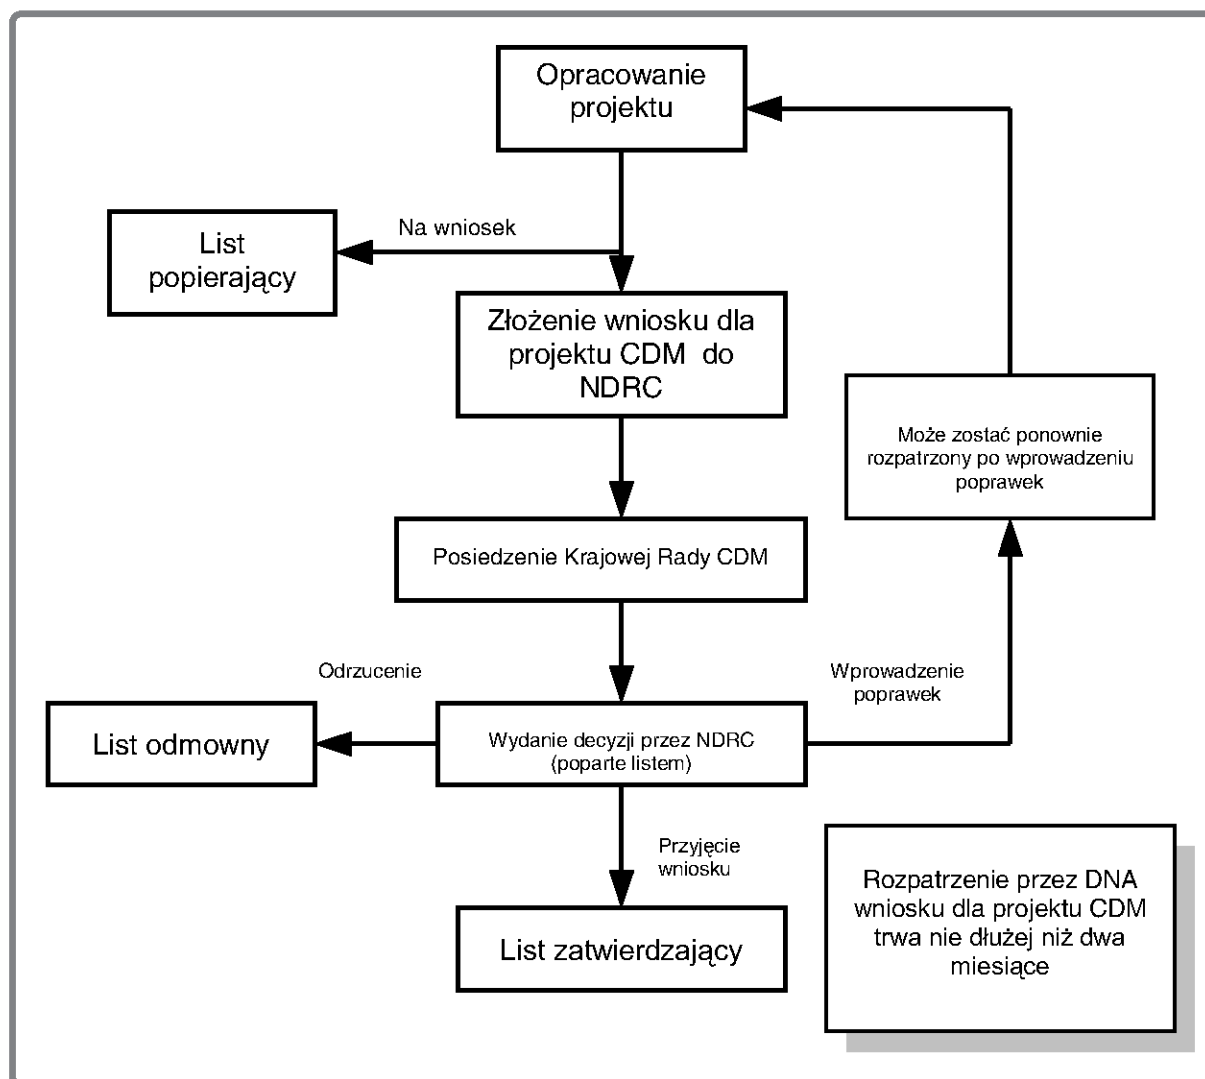 Opracowanie
projektu
Na wniosek
List
popierający
Złożenie wniosku dla
projektu CDM do
NDRC
Może zostać ponownie
rozpatrzony po wprowadzeniu
poprawek
Posiedzenie Krajowej Rady CDM
Odrzucenie
Wprowadzenie
poprawek
List odmowny
Wydanie decyzji przez NDRC
(poparte listem)
Przyjęcie
wniosku
Rozpatrzenie przez DNA
wniosku dla projektu CDM
trwa nie dłużej niż dwa
miesiące
List zatwierdzający